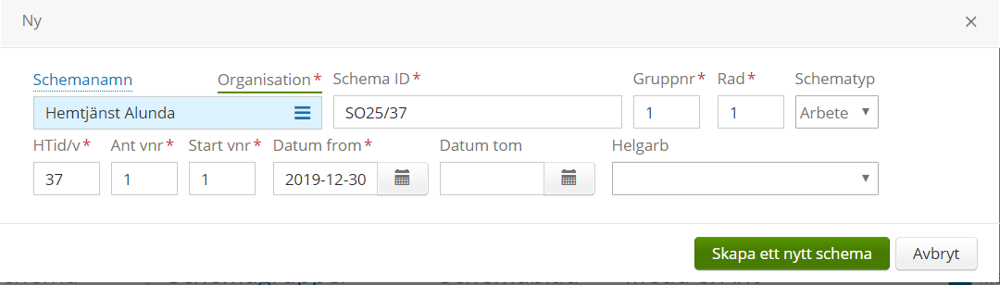 Ny
Schemanamn Organisation * Schema ID * Gruppnr * Rad * Schematyp
Hemtjänst Alunda SO25/37 1 1 Arbete
HTid/v * Ant vnr * Start vnr * Datum from * Datum tom Helgarb
37 1 1 2019-12-30
Skapa ett nytt schema Avbryt